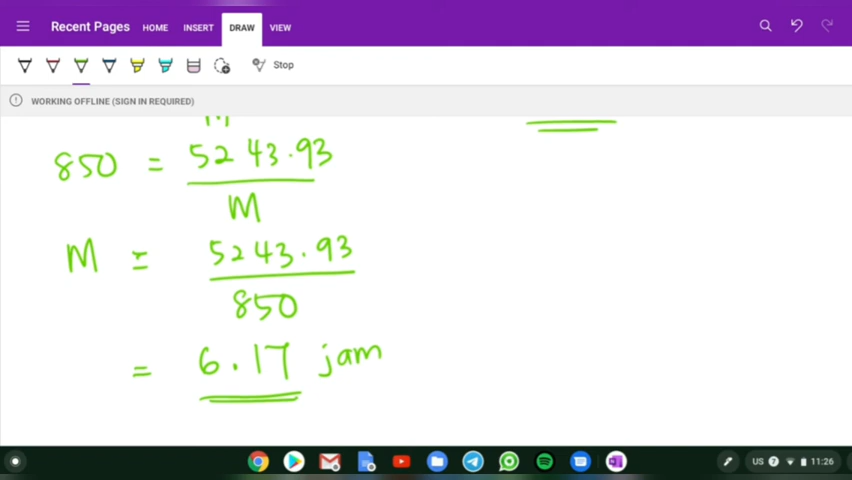 Recent Pages HOME INSERT DRAW VIEW
Stop
WORKING OFFLINE (SIGN IN REQUIRED)
M
850 = 5243.93
M
M = 5243.93
850
= 6.17 jam
US 11:26